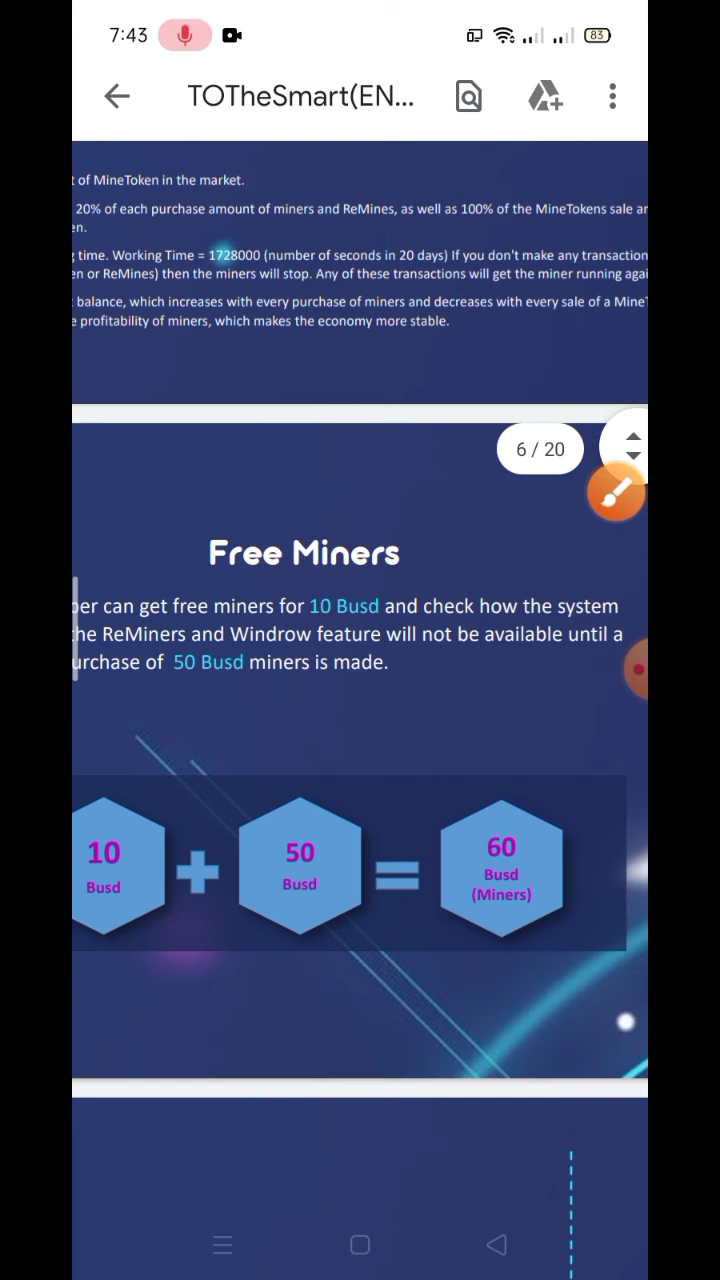 7:43
83
TOTheSmart(EN...
t of MineToken in the market.
20% of each purchase amount of miners and ReMines, as well as 100% of the MineTokens sale ar
en.
g time. Working Time = 1728000 (number of seconds in 20 days) If you don't make any transaction
en or ReMines) then the miners will stop. Any of these transactions will get the miner running agai
balance, which increases with every purchase of miners and decreases with every sale of a MineT
e profitability of miners, which makes the economy more stable.
6 / 20
Free Miners
ber can get free miners for 10 Busd and check how the system
the ReMiners and Windrow feature will not be available until a
urchase of 50 Busd miners is made.
10
Busd
50
Busd
60
Busd
(Miners)